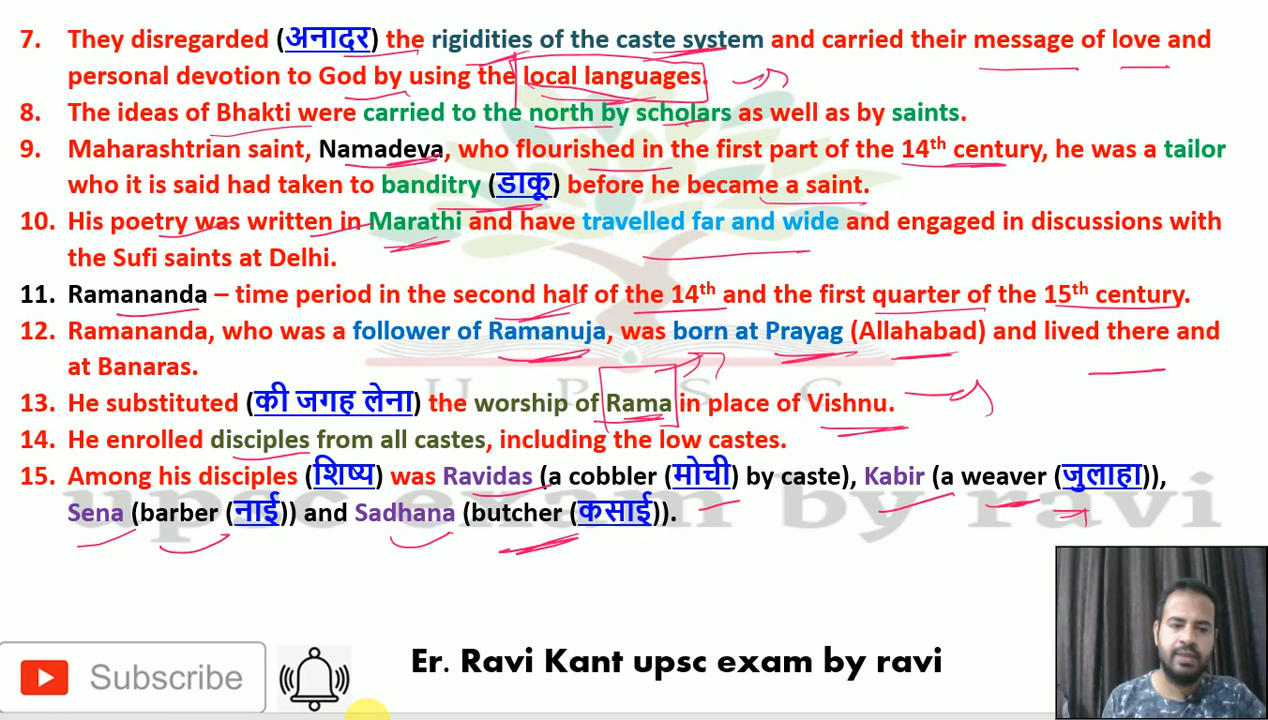 7. They disregarded (अनादर) the rigidities of the caste system and carried their message of love and
personal devotion to God by using the local languages.
8. The ideas of Bhakti were carried to the north by scholars as well as by saints.
9. Maharashtrian saint, Namadeva, who flourished in the first part of the 14th century, he was a tailor
who it is said had taken to banditry (डाकू) before he became a saint.
10. His poetry was written in Marathi and have travelled far and wide and engaged in discussions with
the Sufi saints at Delhi.
11. Ramananda – time period in the second half of the 14th and the first quarter of the 15th century.
12. Ramananda, who was a follower of Ramanuja, was born at Prayag (Allahabad) and lived there and
at Banaras.
U P S C
13. He substituted (की जगह लेना) the worship of Rama in place of Vishnu.
14. He enrolled disciples from all castes, including the low castes.
15. Among his disciples (शिष्य) was Ravidas (a cobbler (मोची) by caste), Kabir (a weaver (जुलाहा)),
Sena (barber (नाई)) and Sadhana (butcher (कसाई)).
upsc exam by ravi
Subscribe
Er. Ravi Kant upsc exam by ravi